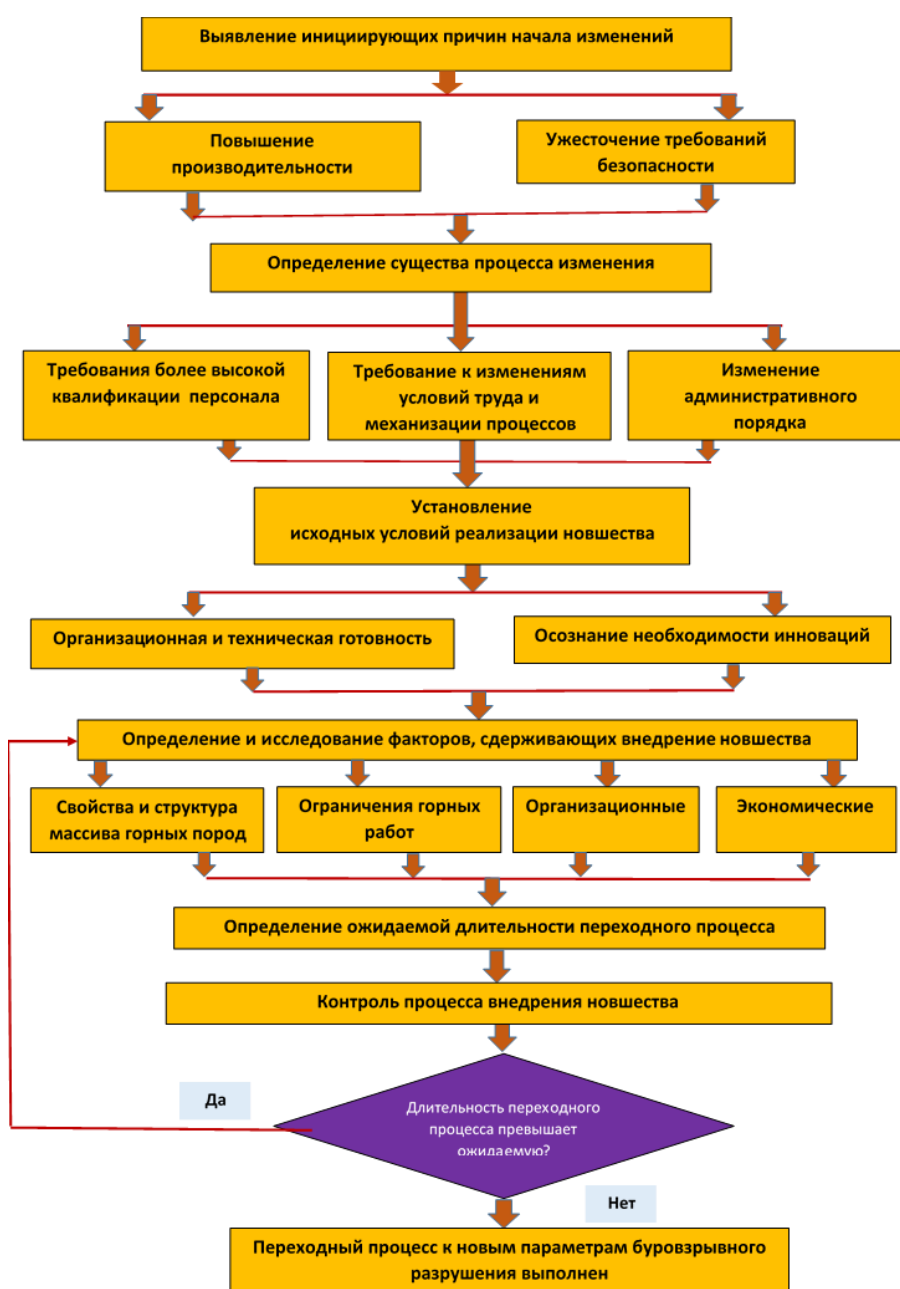 Выявление инициирующих причин начала изменений
Повышение
производительности
Ужесточение требований
безопасности
Определение существа процесса изменения
Требования более высокой
квалификации персонала
Требование к изменениям
условий труда и
механизации процессов
Изменение
административного
порядка
Установление
исходных условий реализации новшества
Организационная и техническая готовность
Осознание необходимости инноваций
Определение и исследование факторов, сдерживающих внедрение новшества
Свойства и структура
массива горных пород
Ограничения горных
работ
Организационные
Экономические
Определение ожидаемой длительности переходного процесса
Контроль процесса внедрения новшества
Да
Длительность переходного
процесса превышает
ожидаемую?
Нет
Переходный процесс к новым параметрам буровзрывного
разрушения выполнен